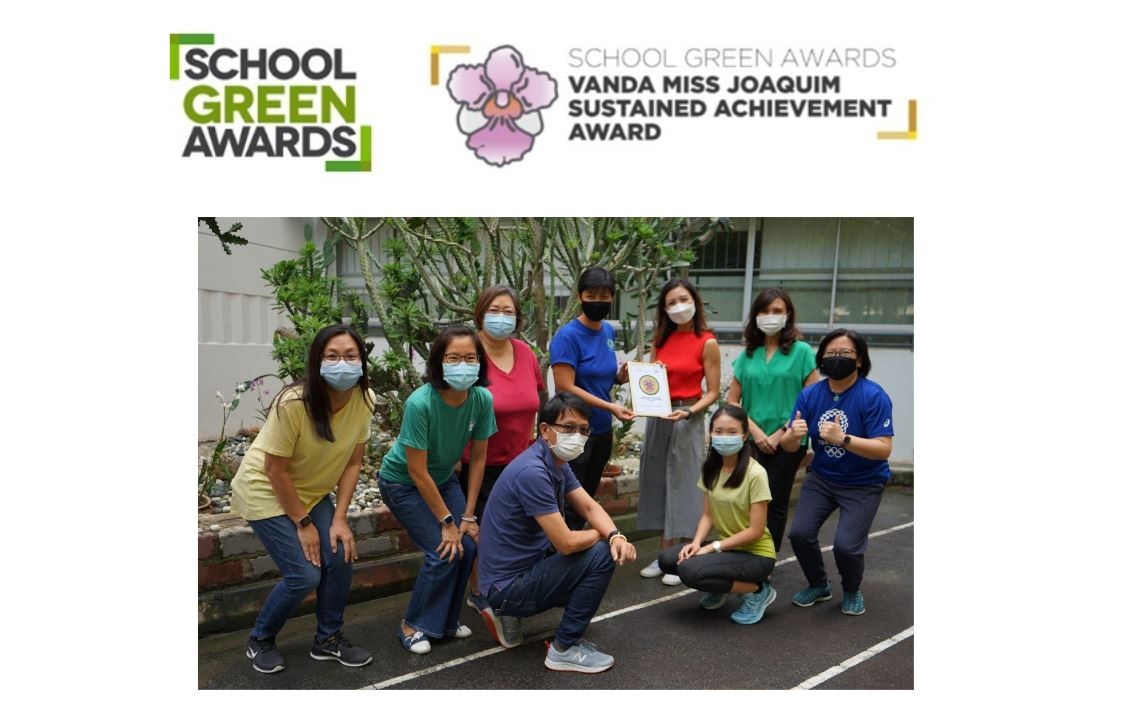 SCHOOL
GREEN
AWARDS
SCHOOL GREEN AWARDS
VANDA MISS JOAQUIM
SUSTAINED ACHIEVEMENT
AWARD